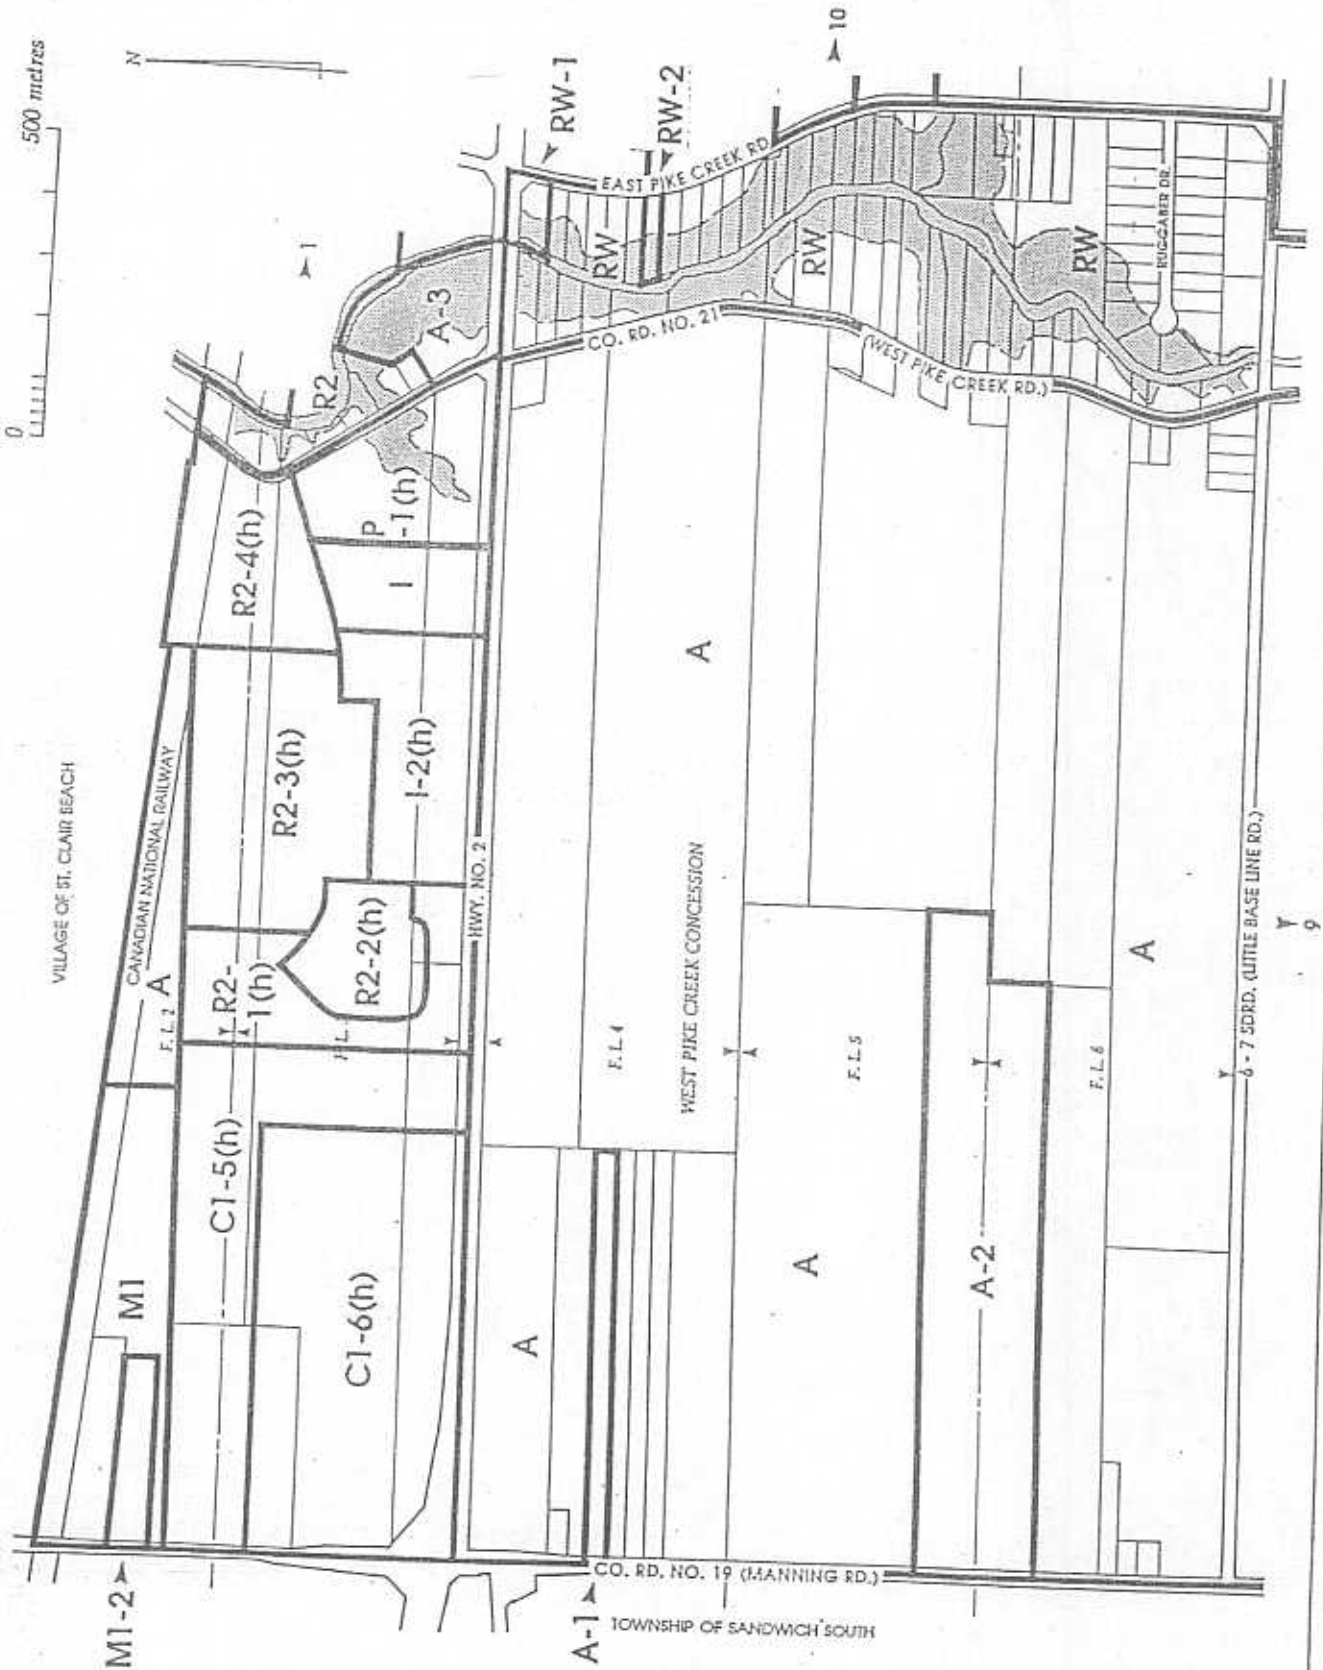 0
500 metres
N
VILLAGE OF ST. CLAIR BEACH
CANADIAN NATIONAL RAILWAY
M1-2
M1
A
F. L. 2
C1-5(h)
R2-
1(h)
R2-3(h)
R2-4(h)
R2
1
A-3
C1-6(h)
R2-2(h)
I-2(h)
I
P
-1(h)
HWY. NO. 2
RW-1
RW-2
EAST PIKE CREEK RD.
10
RW
RW
RW
CO. RD. NO. 21
(WEST PIKE CREEK RD.)
RUGGABER DR.
A
F. L. 4
A
WEST PIKE CREEK CONCESSION
A-1
CO. RD. NO. 19 (MANNING RD.)
TOWNSHIP OF SANDWICH SOUTH
A
F. L. 5
A-2
F. L. 6
A
6 - 7 SDRD. (LITTLE BASE LINE RD.)
9